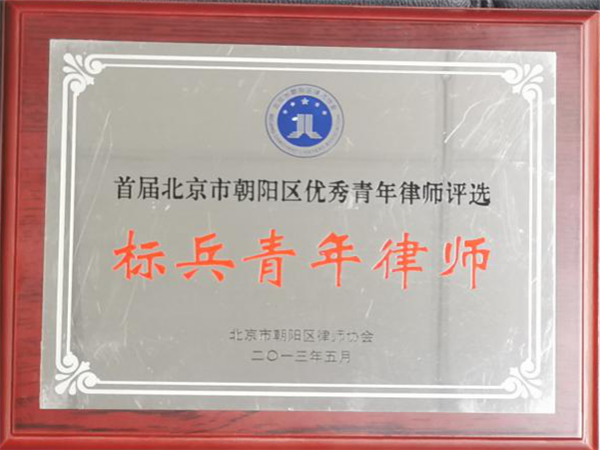 首届北京市朝阳区优秀青年律师评选
标兵青年律师
北京市朝阳区律师协会
二〇一三年五月